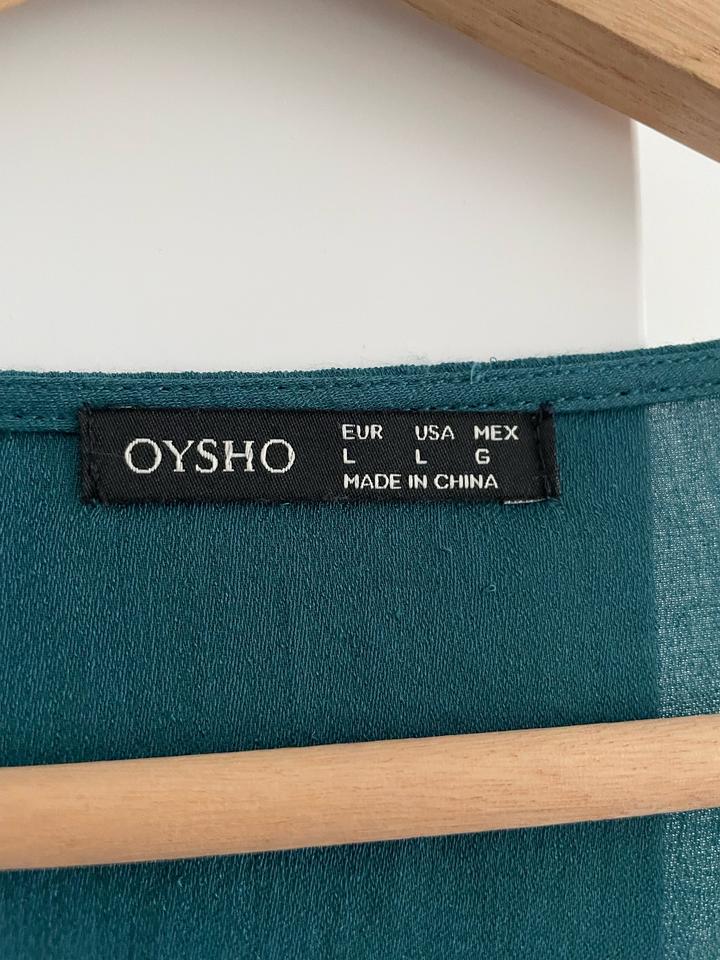 OYSHO
EUR USA MEX
L L G
MADE IN CHINA